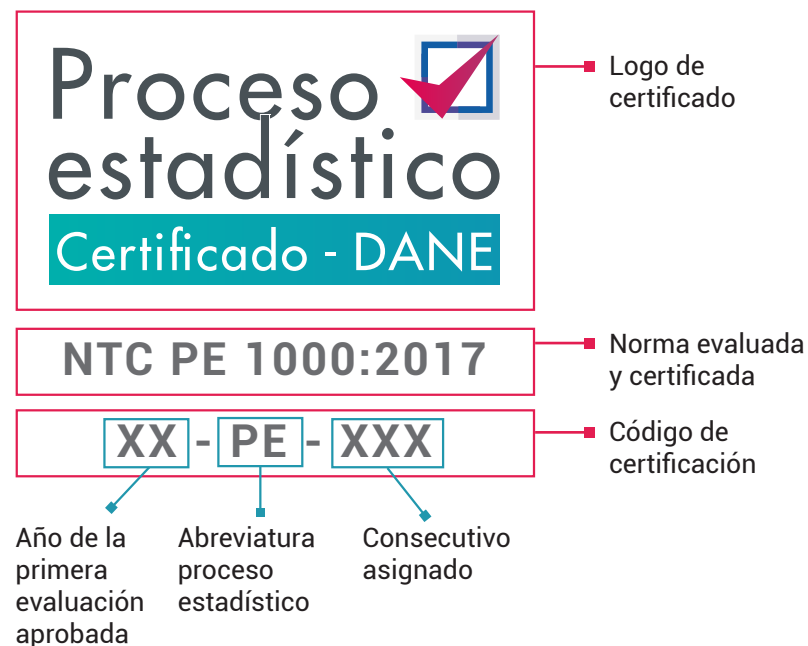 Proceso
estadístico
Certificado - DANE
Logo de
certificado
NTC PE 1000:2017
Norma evaluada
y certificada
XX - PE - XXX
Código de
certificación
Año de la
primera
evaluación
aprobada
Abreviatura
proceso
estadístico
Consecutivo
asignado